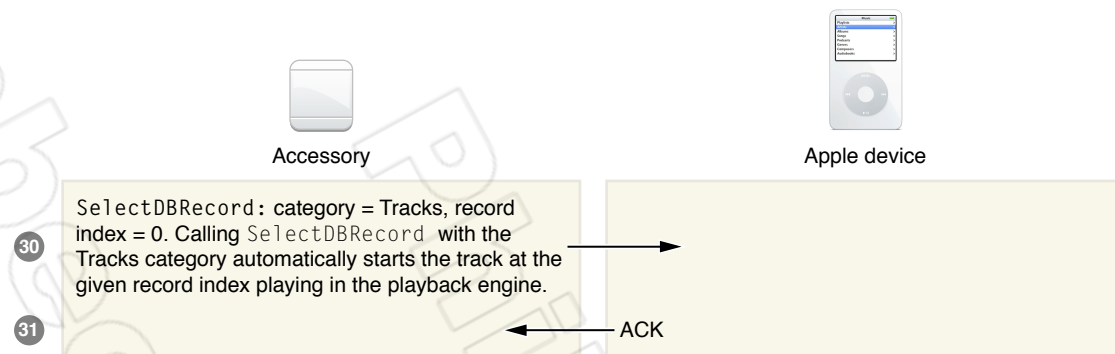 Accessory
Apple device
30
SelectDBRecord: category = Tracks, record
index = 0. Calling SelectDBRecord with the
Tracks category automatically starts the track at the
given record index playing in the playback engine.
31
ACK